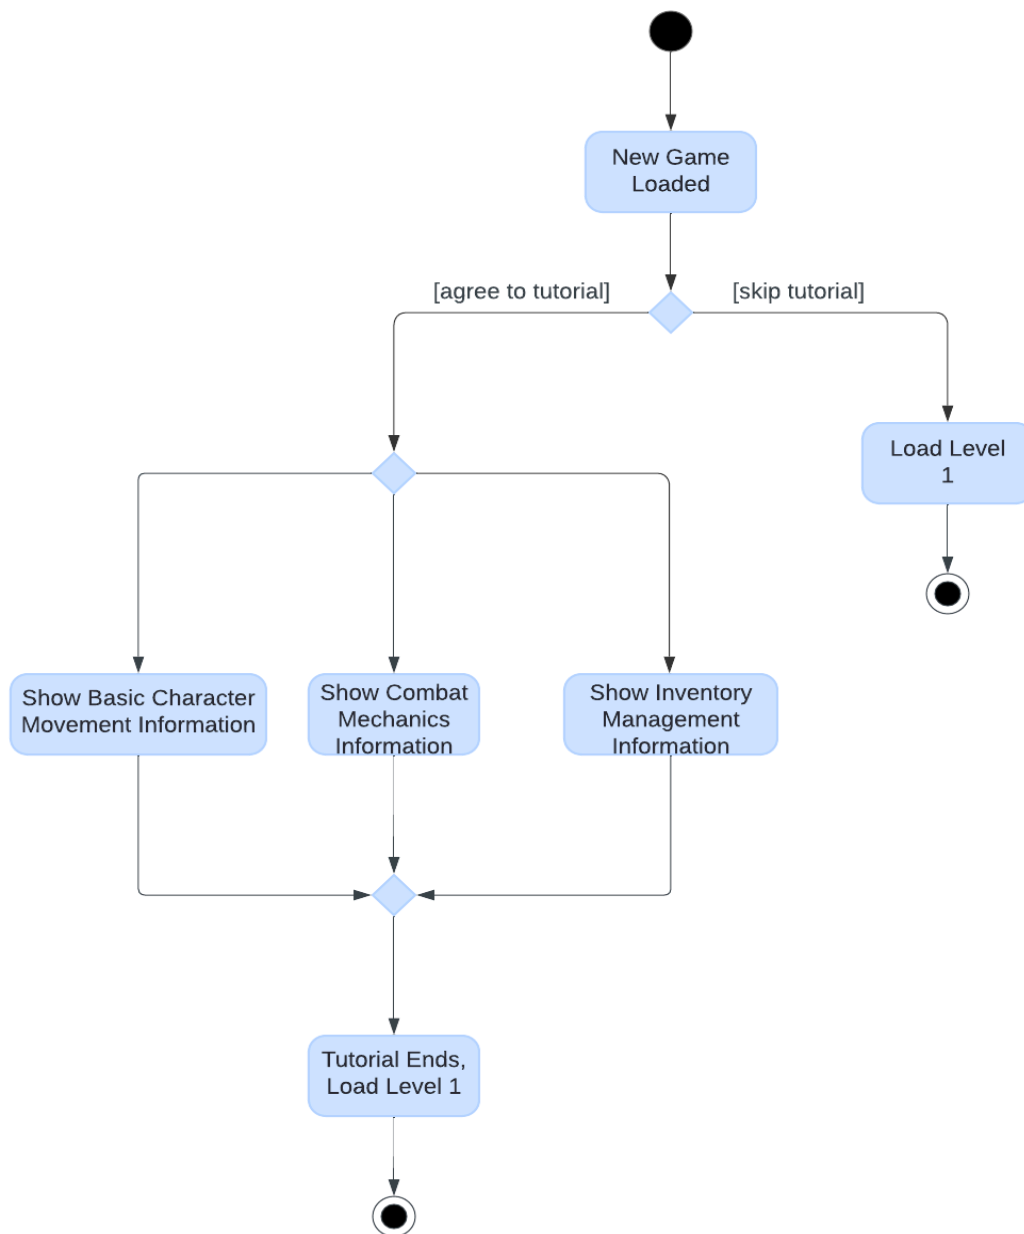 New Game
Loaded
[agree to tutorial]
[skip tutorial]
Load Level
1
Show Basic Character
Movement Information
Show Combat
Mechanics
Information
Show Inventory
Management
Information
Tutorial Ends,
Load Level 1